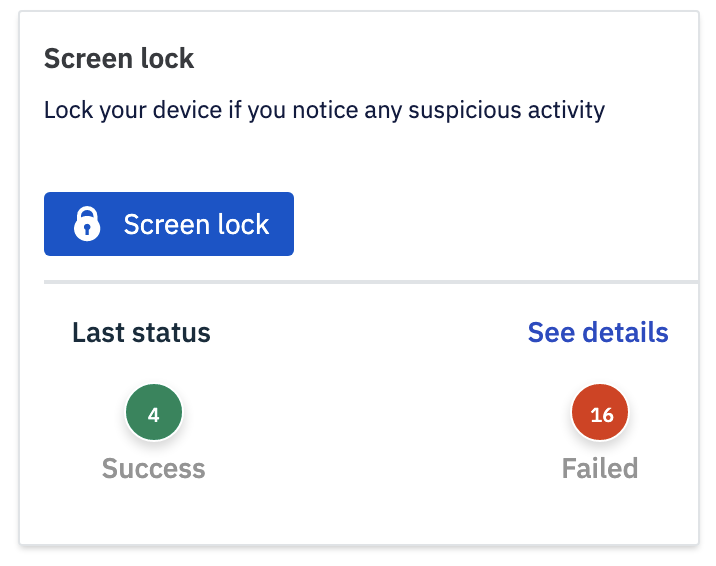 Screen lock
Lock your device if you notice any suspicious activity
Screen lock
Last status
See details
4
16
Success
Failed